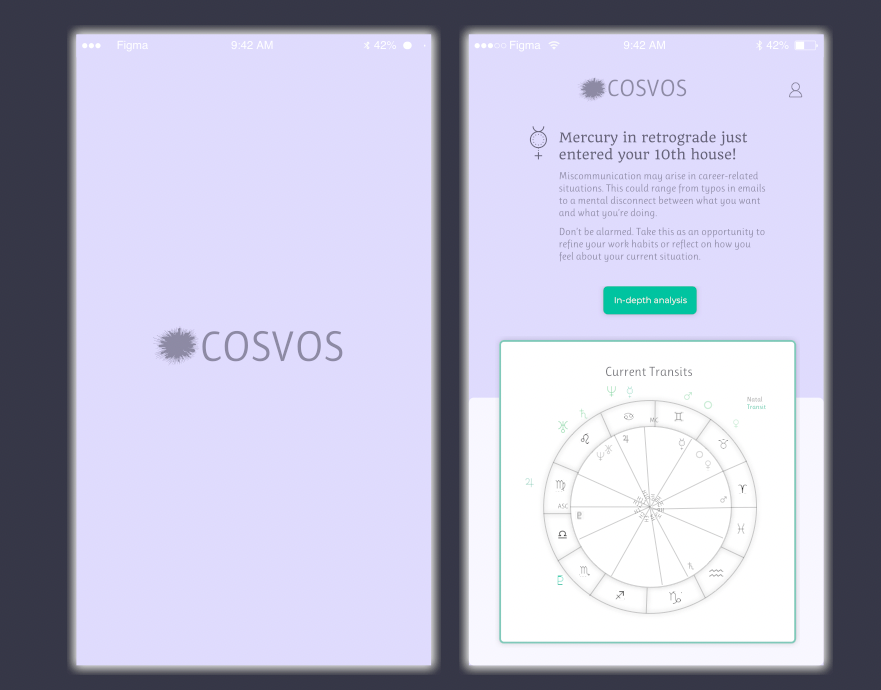 Figma 9:42 AM 42%
COSVOS
Figma 9:42 AM 42%
COSVOS
Mercury in retrograde just
entered your 10th house!
Miscommunication may arise in career-related
situations. This could range from typos in emails
to a mental disconnect between what you want
and what you're doing.
Don't be alarmed. Take this as an opportunity to
refine your work habits or reflect on how you
feel about your current situation.
In-depth analysis
Current Transits
Natal
Transit
MC
ASC